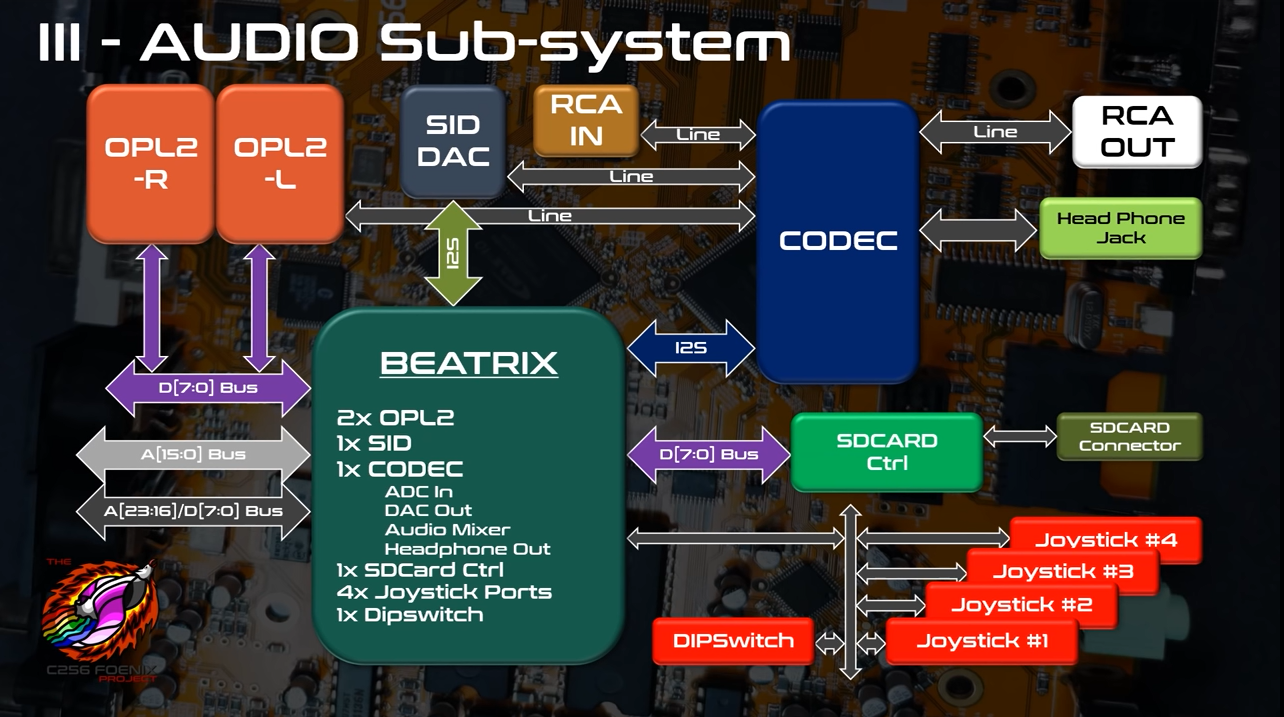 III - AUDIO Sub-system
OPL2
-R
OPL2
-L
SID
DAC
RCA
IN
Line
Line
Line
I2S
CODEC
Line
RCA
OUT
Head Phone
Jack
BEATRIX
2x OPL2
1x SID
1x CODEC
ADC In
DAC Out
Audio Mixer
Headphone Out
1x SDCard Ctrl
4x Joystick Ports
1x Dipswitch
D[7:0] Bus
A[15:0] Bus
A[23:16]/D[7:0] Bus
I2S
D[7:0] Bus
SDCARD
Ctrl
SDCARD
Connector
Joystick #4
Joystick #3
Joystick #2
Joystick #1
DIPSwitch
THE
C256 FOENIX
PROJECT